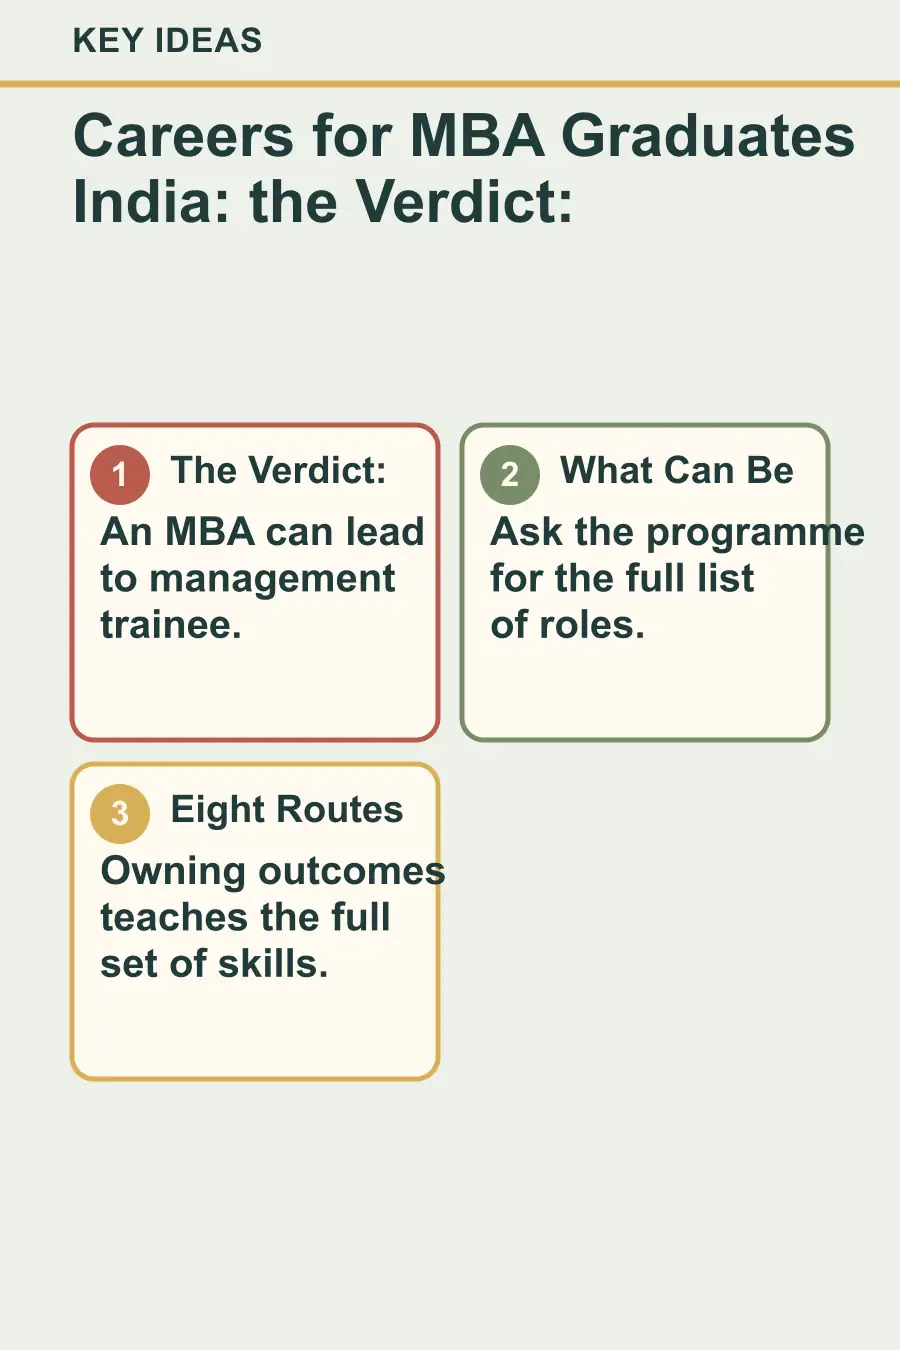 KEY IDEAS
Careers for MBA Graduates
India: the Verdict:
1 The Verdict:
An MBA can lead
to management
trainee.
2 What Can Be
Ask the programme
for the full list
of roles.
3 Eight Routes
Owning outcomes
teaches the full
set of skills.